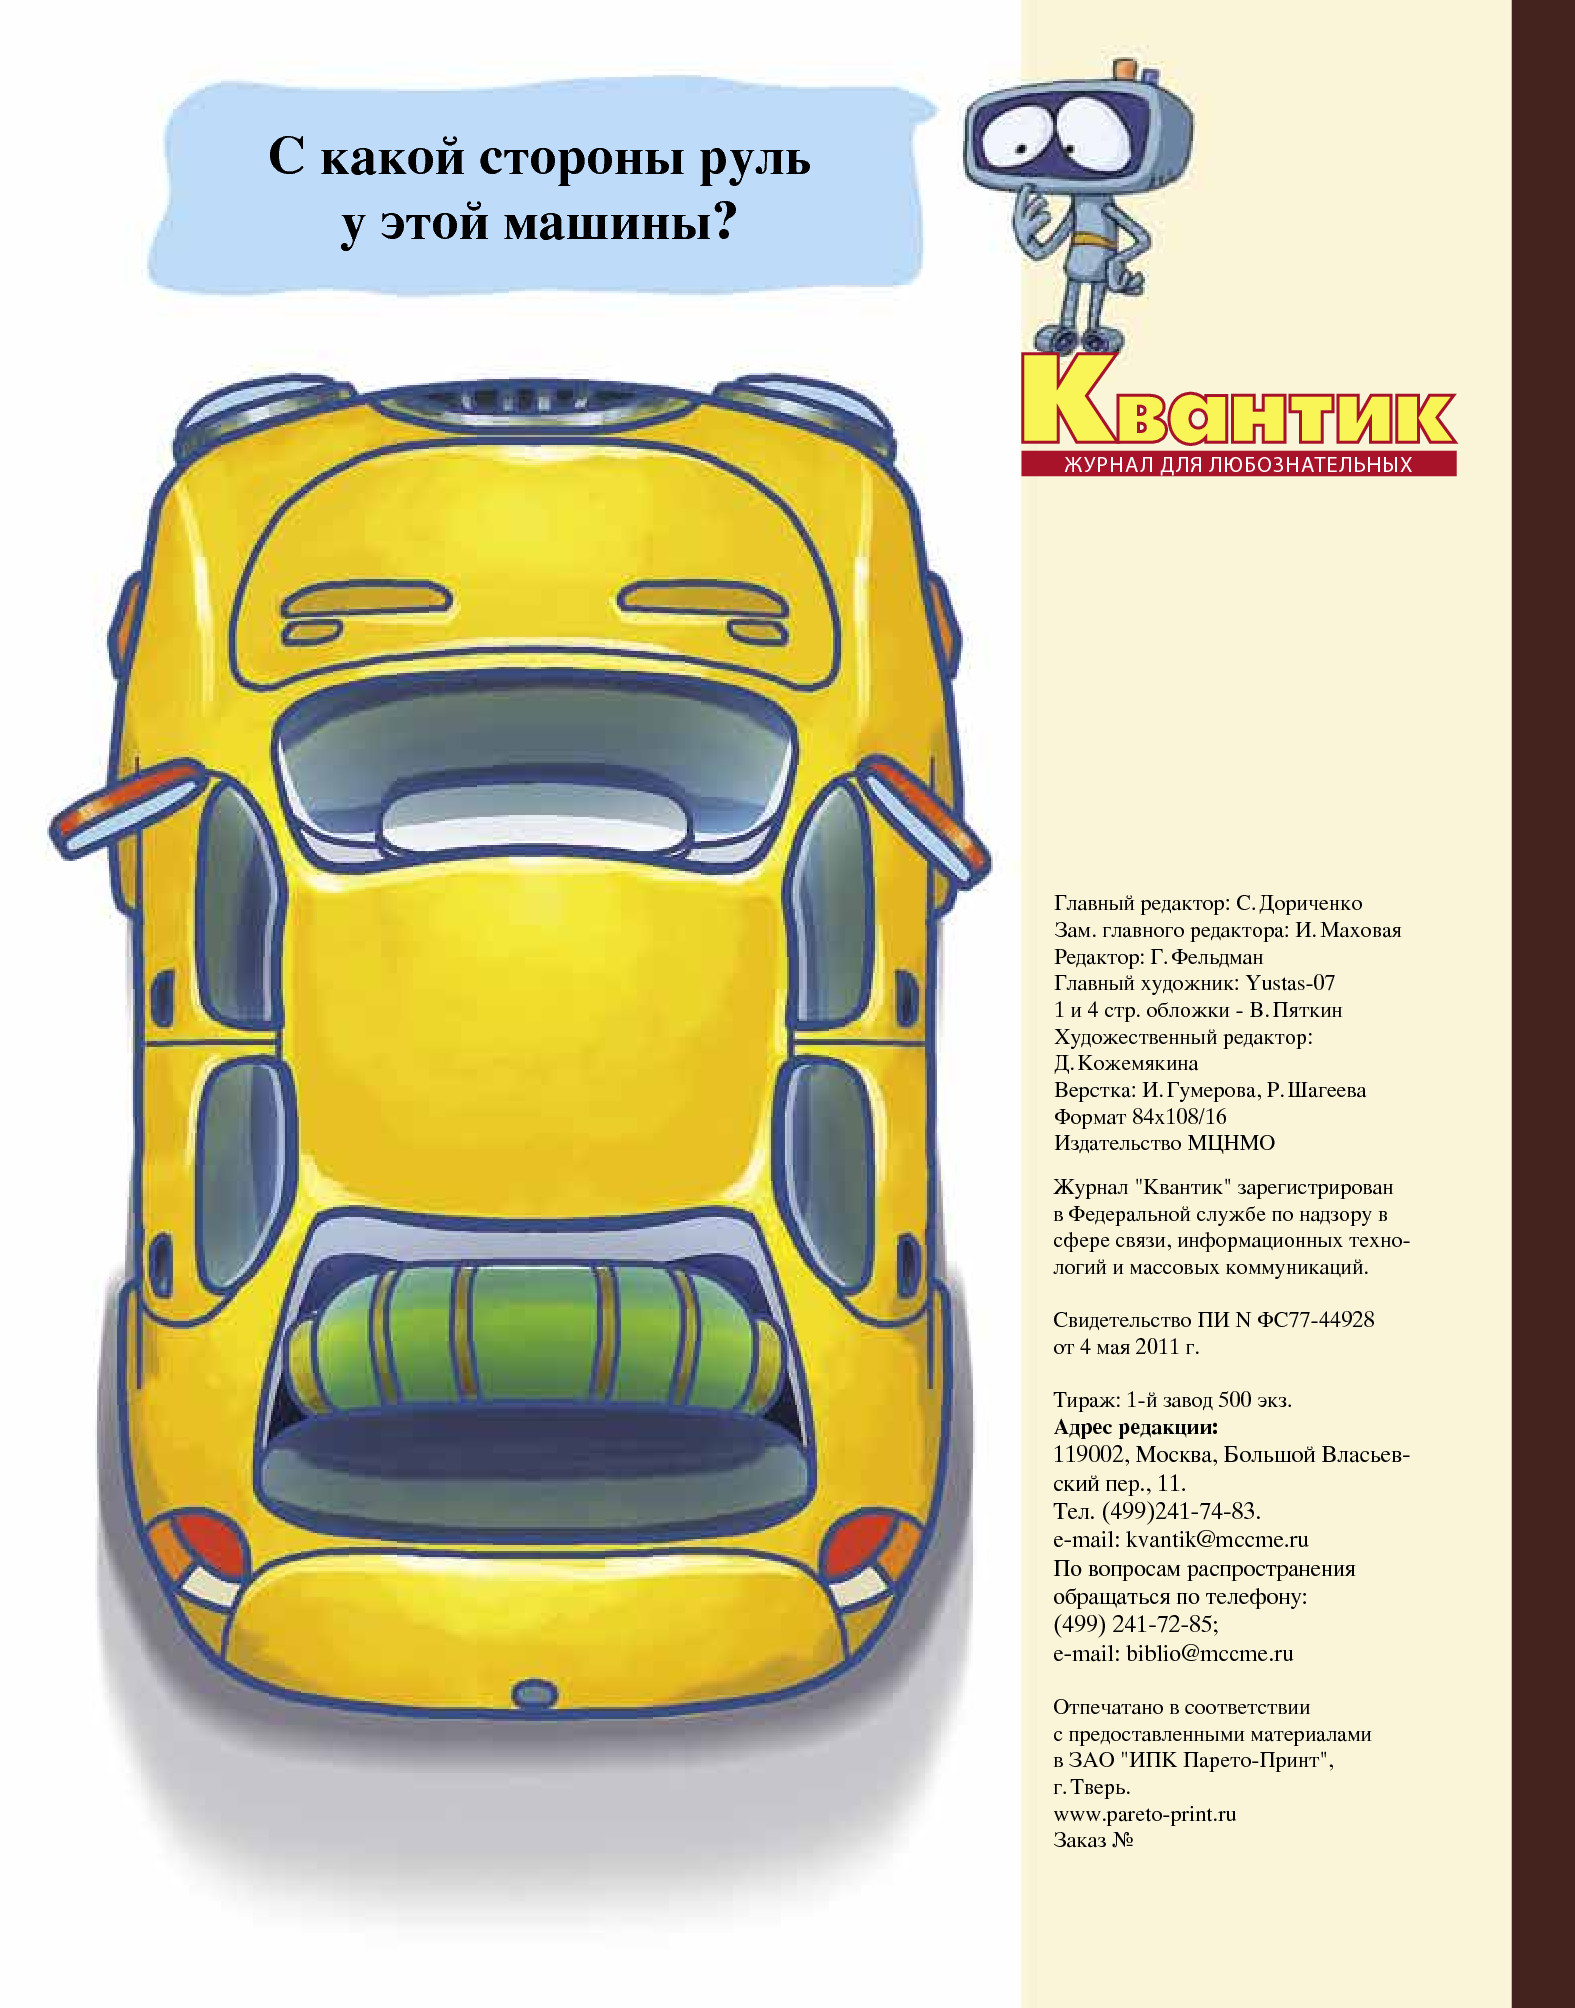 С какой стороны руль
у этой машины?
Квантик
ЖУРНАЛ ДЛЯ ЛЮБОЗНАТЕЛЬНЫХ
Главный редактор: С. Дориченко
Зам. главного редактора: И. Маховая
Редактор: Г. Фельдман
Главный художник: Yustas-07
1 и 4 стр. обложки - В. Пяткин
Художественный редактор:
Д. Кожемякина
Верстка: И. Гумерова, Р. Шагеева
Формат 84х108/16
Издательство МЦНМО
Журнал "Квантик" зарегистрирован
в Федеральной службе по надзору в
сфере связи, информационных техно-
логий и массовых коммуникаций.
Свидетельство ПИ N ФС77-44928
от 4 мая 2011 г.
Тираж: 1-й завод 500 экз.
Адрес редакции:
119002, Москва, Большой Власьев-
ский пер., 11.
Тел. (499)241-74-83.
e-mail: kvantik@mccme.ru
По вопросам распространения
обращаться по телефону:
(499) 241-72-85;
e-mail: biblio@mccme.ru
Отпечатано в соответствии
с предоставленными материалами
в ЗАО "ИПК Парето-Принт",
г. Тверь.
www.pareto-print.ru
Заказ №